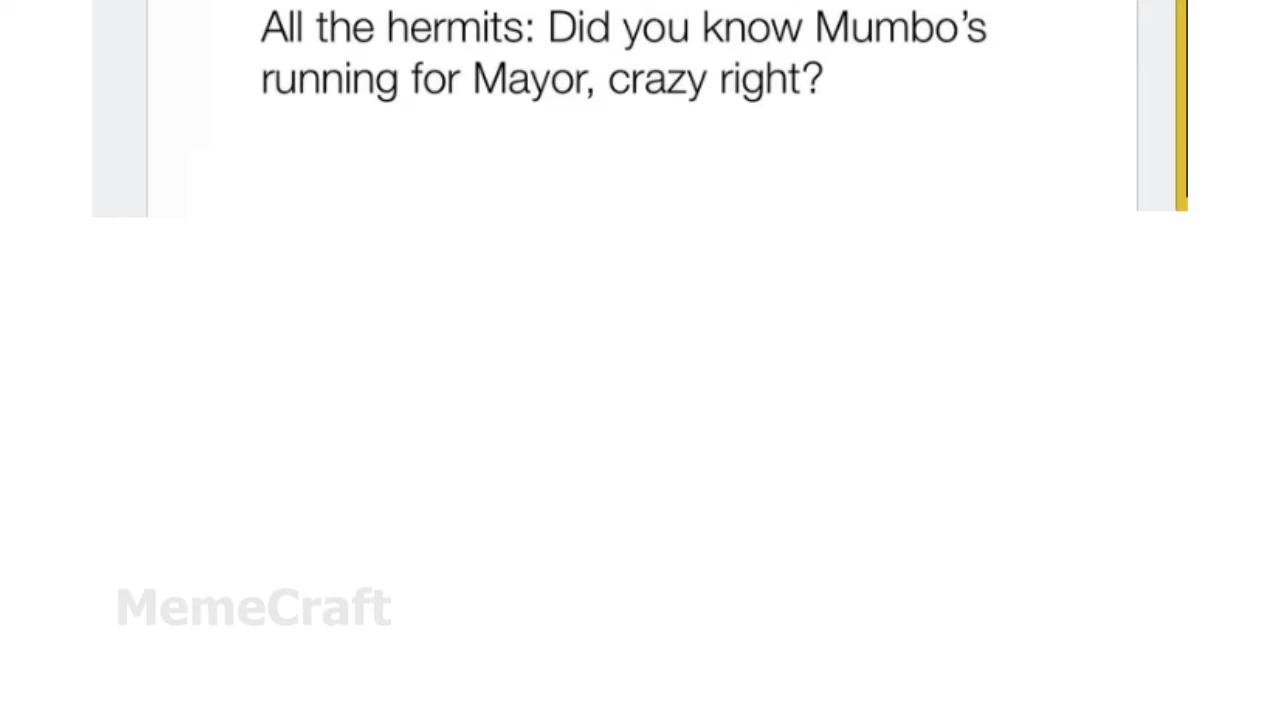 All the hermits: Did you know Mumbo’s
running for Mayor, crazy right?
MemeCraft